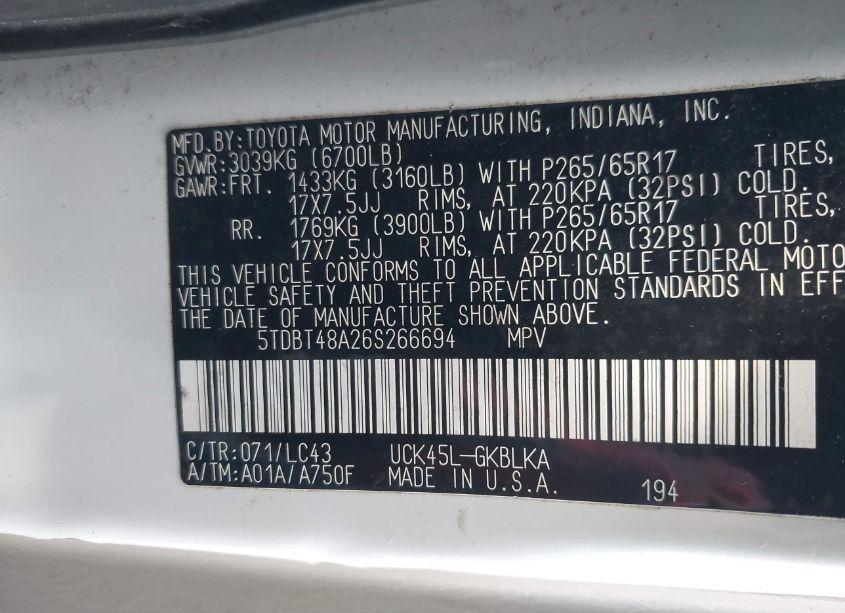 MFD.BY:TOYOTA MOTOR MANUFACTURING, INDIANA, INC.
GVWR:3039KG (6700LB)
GAWR:FRT. 1433KG (3160LB) WITH P265/65R17 TIRES,
17X7.5JJ RIMS, AT 220KPA (32PSI) COLD.
RR. 1769KG (3900LB) WITH P265/65R17 TIRES,
17X7.5JJ RIMS, AT 220KPA (32PSI) COLD.
THIS VEHICLE CONFORMS TO ALL APPLICABLE FEDERAL MOTO
VEHICLE SAFETY AND THEFT PREVENTION STANDARDS IN EFF
THE DATE OF MANUFACTURE SHOWN ABOVE.
5TDBT48A26S266694 MPV
C/TR:071/LC43 UCK45L-GKBLKA
A/TM:A01A/A750F MADE IN U.S.A. 194